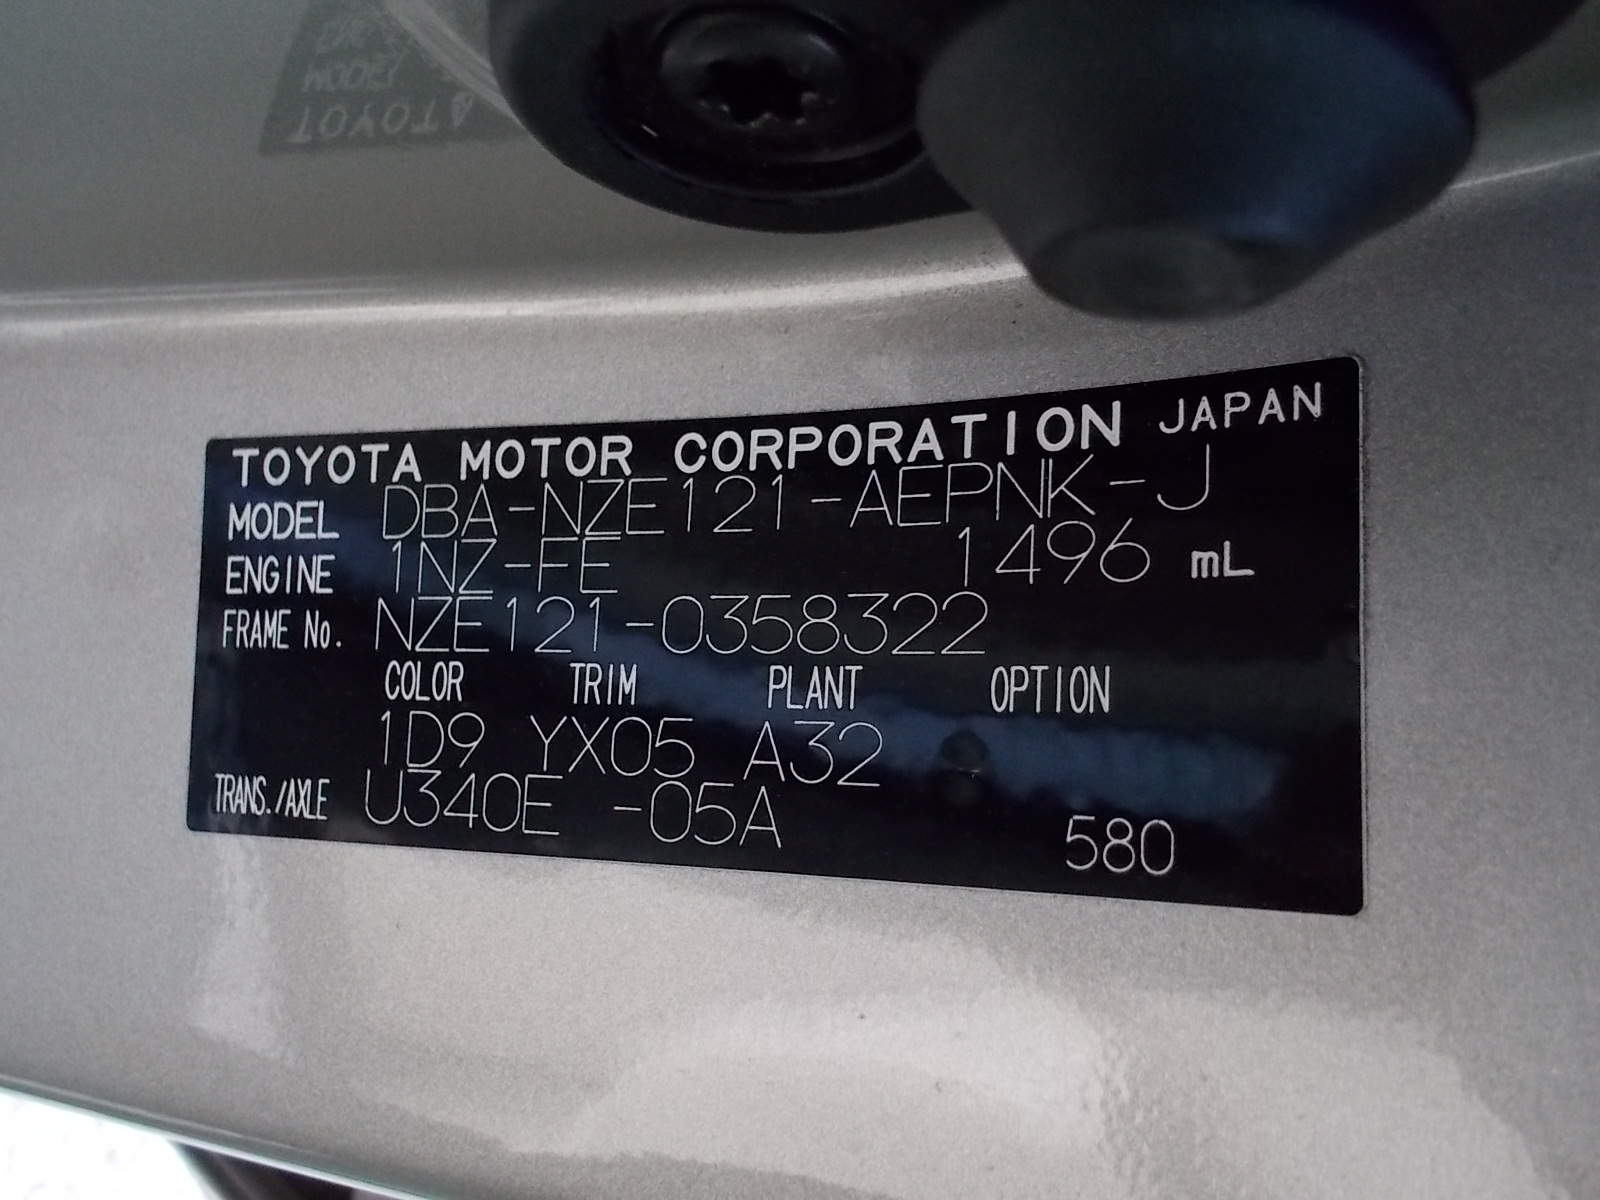 TOYOTA MOTOR CORPORATION JAPAN
MODEL DBA-NZE121-AEPNK-J
ENGINE 1NZ-FE 1496 mL
FRAME No. NZE121-0358322
COLOR TRIM PLANT OPTION
1D9 YX05 A32
TRANS./AXLE U340E -05A
580